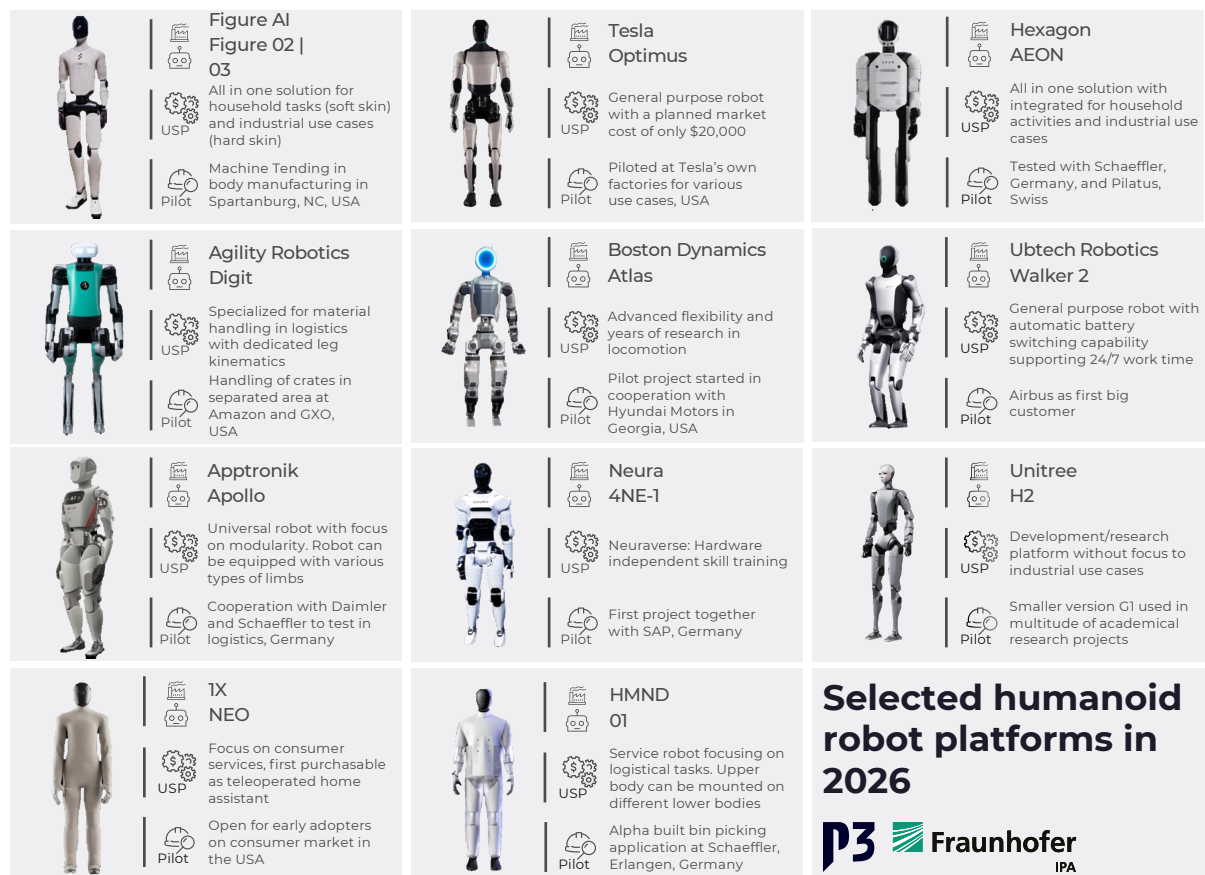 Figure AI
Figure 02 |
03
USP
All in one solution for
household tasks (soft skin)
and industrial use cases
(hard skin)
Pilot
Machine Tending in
body manufacturing in
Spartanburg, NC, USA
Tesla
Optimus
USP
General purpose robot
with a planned market
cost of only $20,000
Pilot
Piloted at Tesla’s own
factories for various
use cases, USA
Hexagon
AEON
USP
All in one solution with
integrated for household
activities and industrial use
cases
Pilot
Tested with Schaeffler,
Germany, and Pilatus,
Swiss
Agility Robotics
Digit
USP
Specialized for material
handling in logistics
with dedicated leg
kinematics
Pilot
Handling of crates in
separated area at
Amazon and GXO,
USA
Boston Dynamics
Atlas
USP
Advanced flexibility and
years of research in
locomotion
Pilot
Pilot project started in
cooperation with
Hyundai Motors in
Georgia, USA
Ubtech Robotics
Walker 2
USP
General purpose robot with
automatic battery
switching capability
supporting 24/7 work time
Pilot
Airbus as first big
customer
Apptronik
Apollo
USP
Universal robot with focus
on modularity. Robot can
be equipped with various
types of limbs
Pilot
Cooperation with Daimler
and Schaeffler to test in
logistics, Germany
Neura
4NE-1
USP
Neuraverse: Hardware
independent skill training
Pilot
First project together
with SAP, Germany
Unitree
H2
USP
Development/research
platform without focus to
industrial use cases
Pilot
Smaller version G1 used in
multitude of academical
research projects
1X
NEO
USP
Focus on consumer
services, first purchasable
as teleoperated home
assistant
Pilot
Open for early adopters
on consumer market in
the USA
HMND
01
USP
Service robot focusing on
logistical tasks. Upper
body can be mounted on
different lower bodies
Pilot
Alpha built bin picking
application at Schaeffler,
Erlangen, Germany
Selected humanoid
robot platforms in
2026
P3
Fraunhofer
IPA